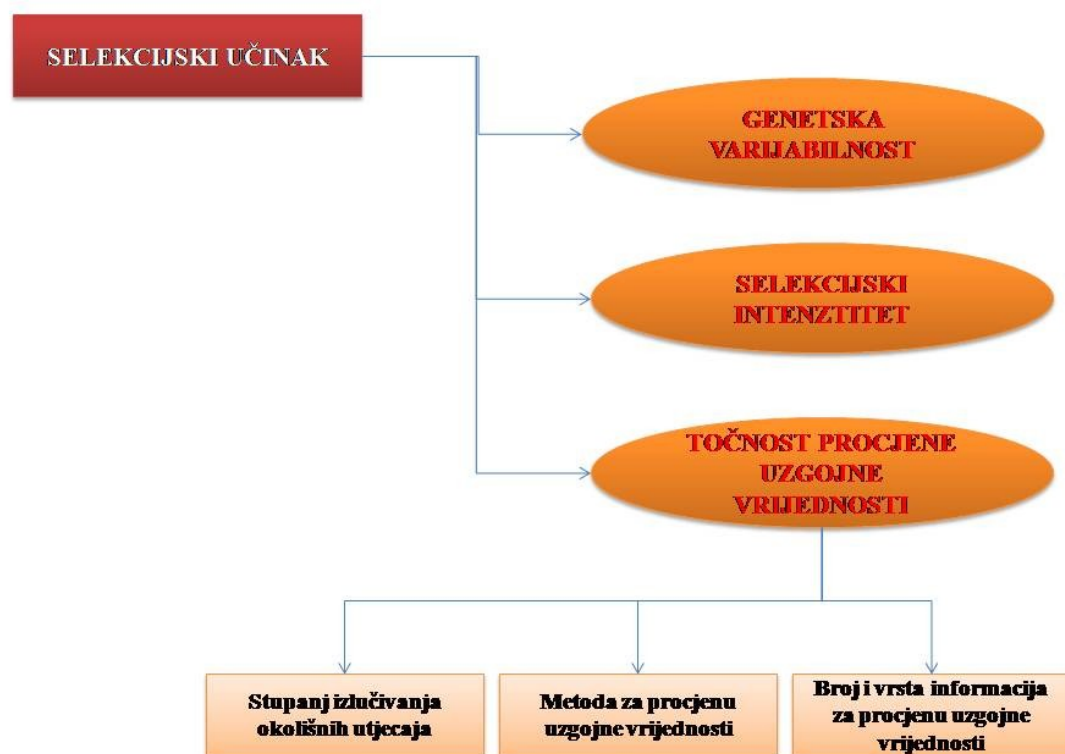 SELEKCIJSKI UČINAK
GENETSKA
VARIJABILNOST
SELEKCIJSKI
INTENZTITET
TOČNOST PROCJENE
UZGOJNE
VRIJEDNOSTI
Stupanj izlučivanja
okolišnih utjecaja
Metoda za procjenu
uzgojne vrijednosti
Broj i vrsta informacija
za procjenu uzgojne
vrijednosti